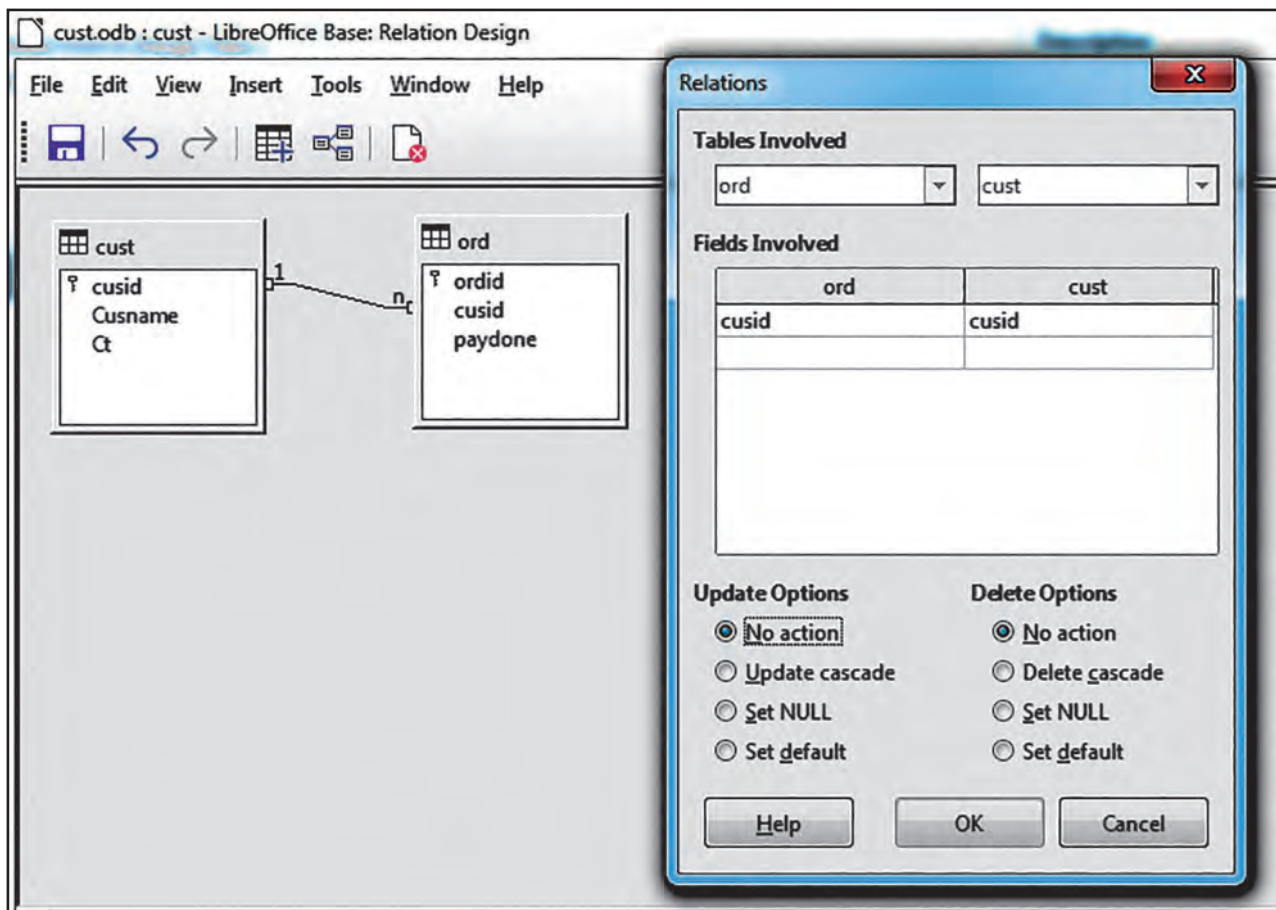 cust.odb : cust - LibreOffice Base: Relation Design
File Edit View Insert Tools Window Help
cust
cusid
Cusname
Ct
1
n
ord
ordid
cusid
paydone
Relations
X
Tables Involved
ord cust
Fields Involved
ord cust
cusid cusid
Update Options Delete Options
No action No action
Update cascade Delete cascade
Set NULL Set NULL
Set default Set default
Help OK Cancel